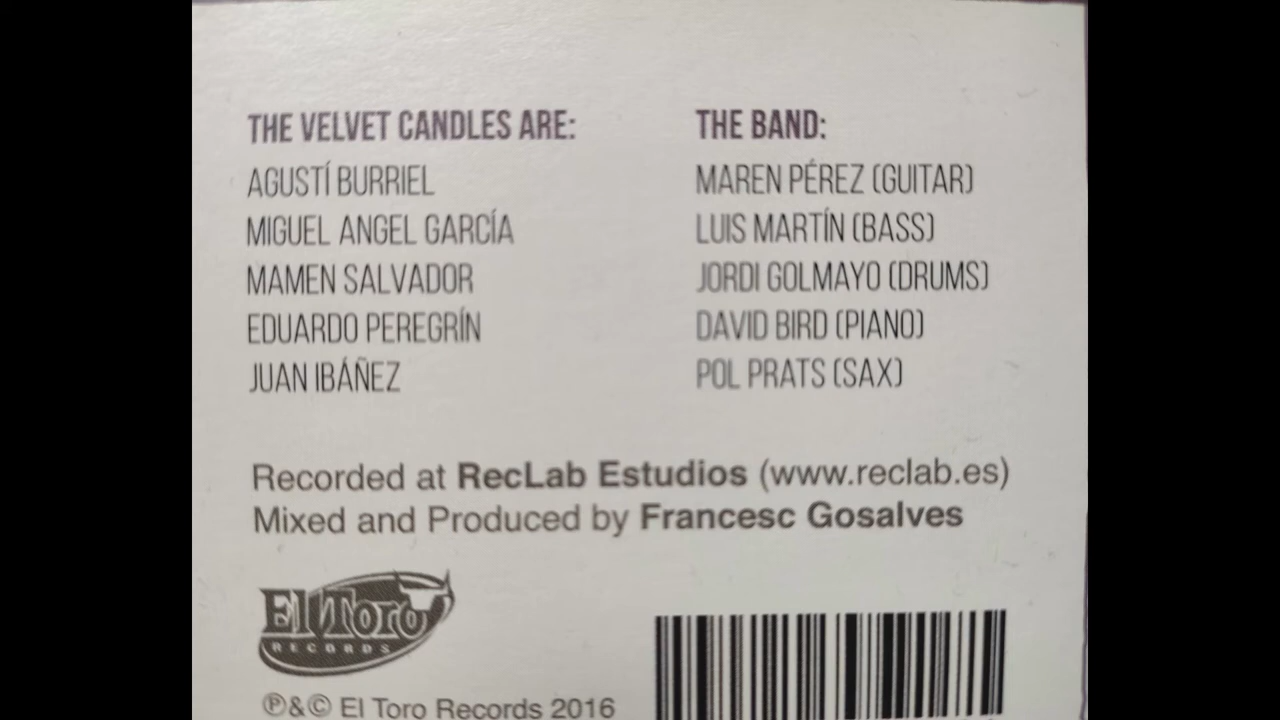 THE VELVET CANDLES ARE:
AGUSTÍ BURRIEL
MIGUEL ANGEL GARCÍA
MAMEN SALVADOR
EDUARDO PEREGRÍN
JUAN IBÁÑEZ
THE BAND:
MAREN PÉREZ (GUITAR)
LUIS MARTÍN (BASS)
JORDI GOLMAYO (DRUMS)
DAVID BIRD (PIANO)
POL PRATS (SAX)
Recorded at RecLab Estudios (www.reclab.es)
Mixed and Produced by Francesc Gosalves
El Toro
RECORDS
℗&© El Toro Records 2016